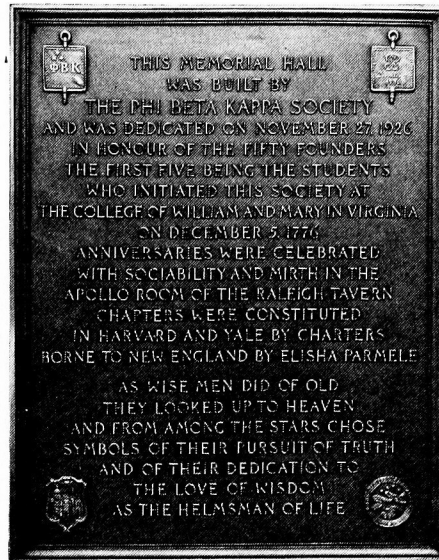 ΦΒΚ
THIS MEMORIAL HALL
WAS BUILT BY
THE PHI BETA KAPPA SOCIETY
AND WAS DEDICATED ON NOVEMBER 27, 1926
IN HONOUR OF THE FIFTY FOUNDERS
THE FIRST FIVE BEING THE STUDENTS
WHO INITIATED THIS SOCIETY AT
THE COLLEGE OF WILLIAM AND MARY IN VIRGINIA
ON DECEMBER 5, 1776
ANNIVERSARIES WERE CELEBRATED
WITH SOCIABILITY AND MIRTH IN THE
APOLLO ROOM OF THE RALEIGH TAVERN
CHAPTERS WERE CONSTITUTED
IN HARVARD AND YALE BY CHARTERS
BORNE TO NEW ENGLAND BY ELISHA PARMELE
AS WISE MEN DID OF OLD
THEY LOOKED UP TO HEAVEN
AND FROM AMONG THE STARS CHOSE
SYMBOLS OF THEIR PURSUIT OF TRUTH
AND OF THEIR DEDICATION TO
THE LOVE OF WISDOM
AS THE HELMSMAN OF LIFE